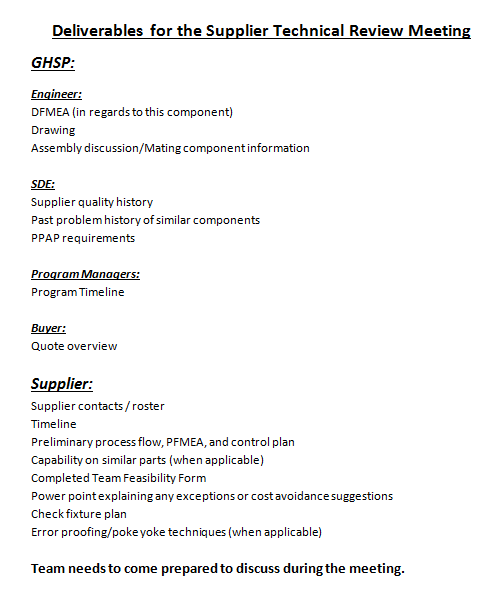 Deliverables for the Supplier Technical Review Meeting
GHSP:
Engineer:
DFMEA (in regards to this component)
Drawing
Assembly discussion/Mating component information
SDE:
Supplier quality history
Past problem history of similar components
PPAP requirements
Program Managers:
Program Timeline
Buyer:
Quote overview
Supplier:
Supplier contacts / roster
Timeline
Preliminary process flow, PFMEA, and control plan
Capability on similar parts (when applicable)
Completed Team Feasibility Form
Power point explaining any exceptions or cost avoidance suggestions
Check fixture plan
Error proofing/poke yoke techniques (when applicable)
Team needs to come prepared to discuss during the meeting.